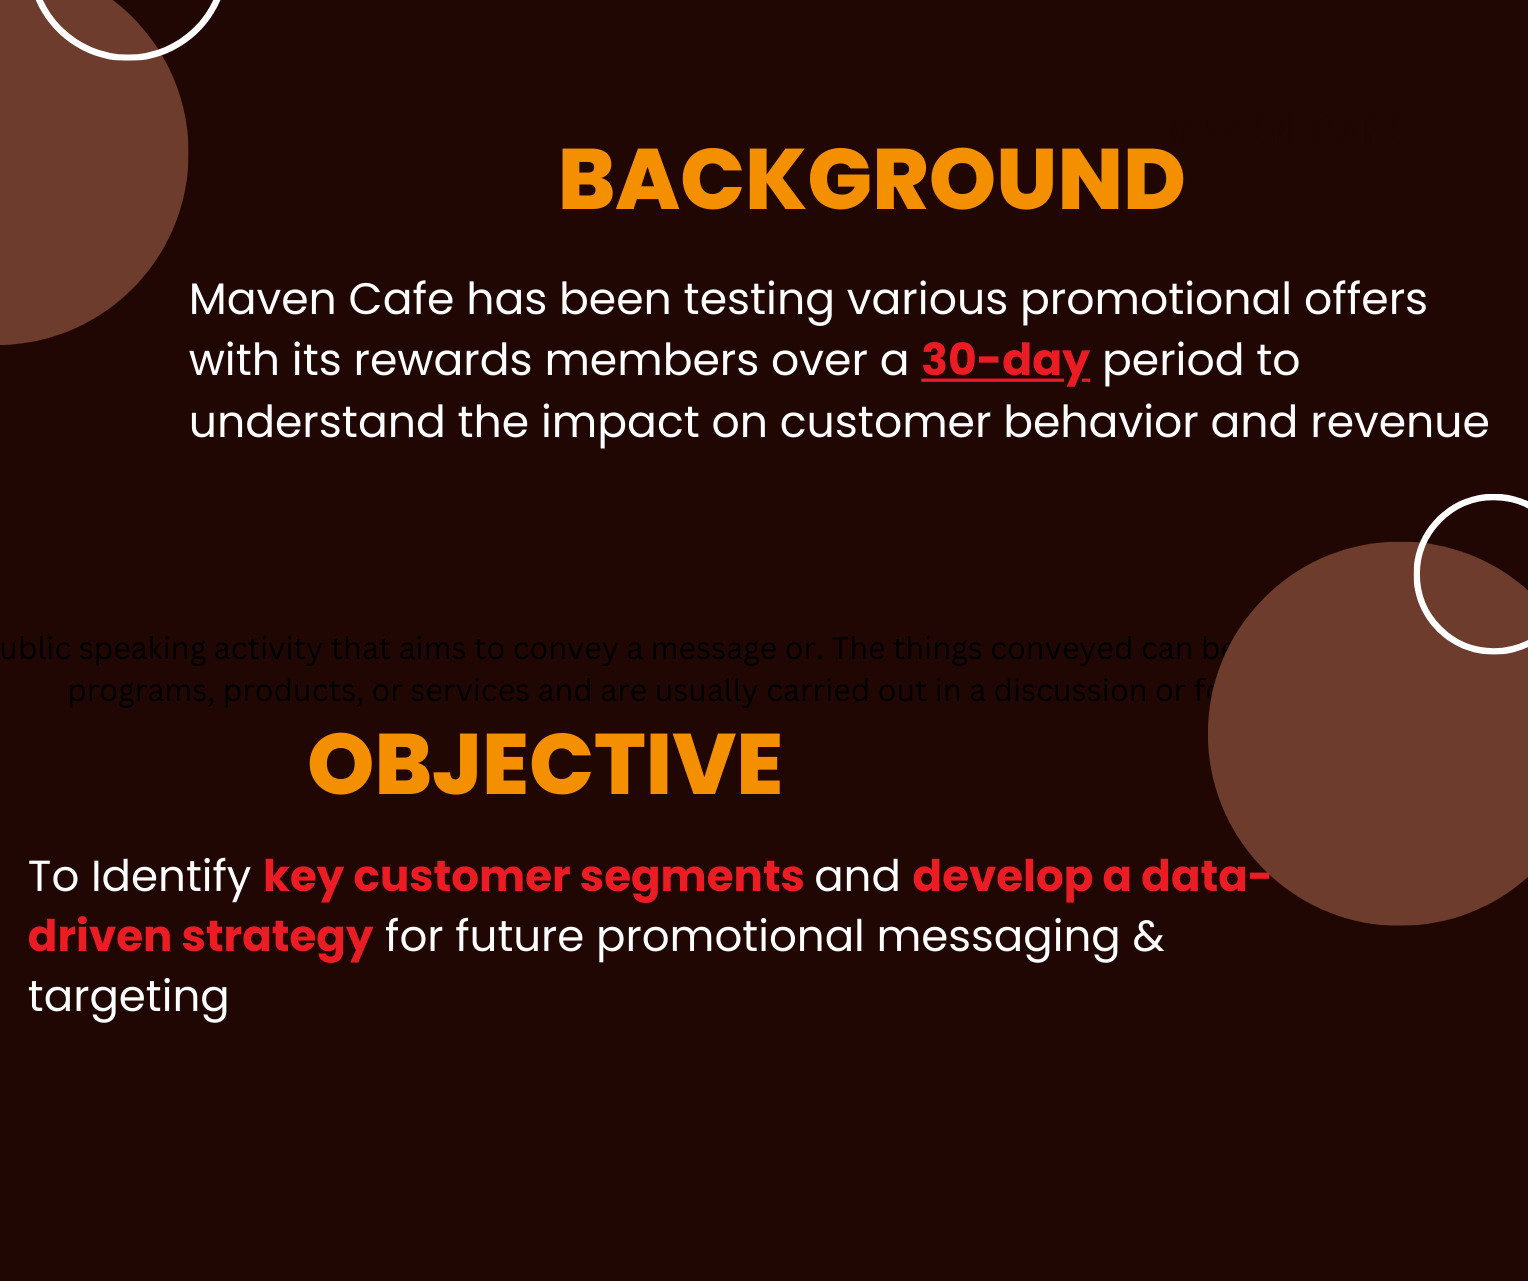 BACKGROUND
Maven Cafe has been testing various promotional offers
with its rewards members over a 30-day period to
understand the impact on customer behavior and revenue
speaking activity that aims to convey a message or. The things conveyed can
programs, products, or services and are usually carried out in a discussion or
OBJECTIVE
To Identify key customer segments and develop a data-
driven strategy for future promotional messaging &
targeting